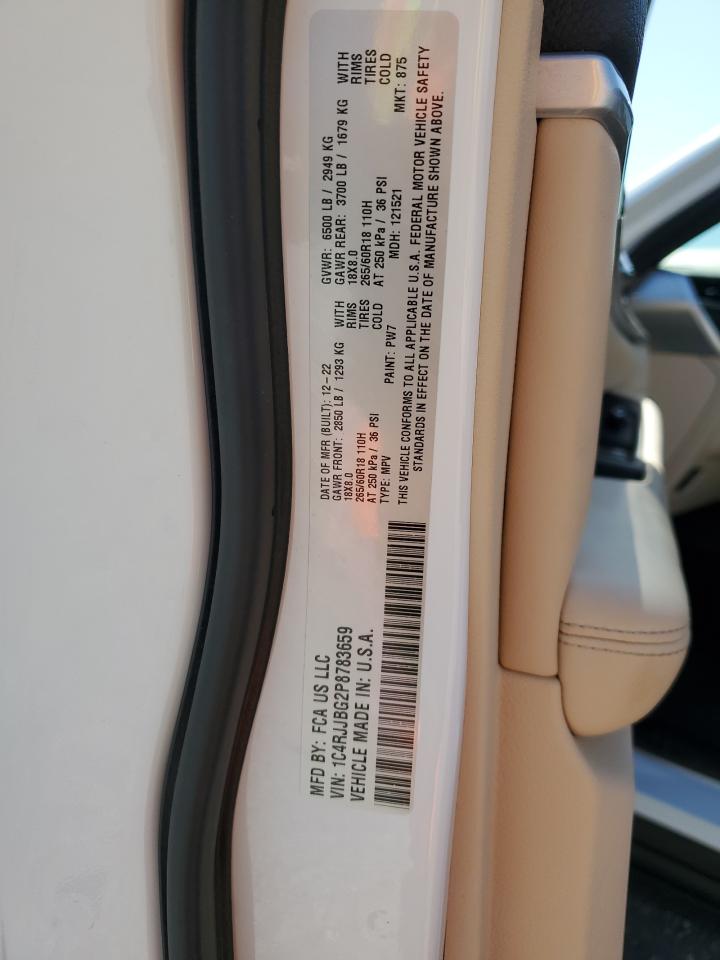 MFD BY: FCA US LLC
VIN: 1C4RJJBG2P8783659
VEHICLE MADE IN: U.S.A.
DATE OF MFR (BUILT): 12-22
GVWR: 6500 LB / 2949 KG
GAWR FRONT: 2850 LB / 1293 KG WITH
GAWR REAR: 3700 LB / 1679 KG WITH
18X8.0 RIMS
18X8.0 RIMS
265/60R18 110H TIRES
265/60R18 110H TIRES
AT 250 kPa / 36 PSI COLD
AT 250 kPa / 36 PSI COLD
TYPE: MPV PAINT: PW7 MDH: 121521 MKT: 875
THIS VEHICLE CONFORMS TO ALL APPLICABLE U.S.A. FEDERAL MOTOR VEHICLE SAFETY
STANDARDS IN EFFECT ON THE DATE OF MANUFACTURE SHOWN ABOVE.